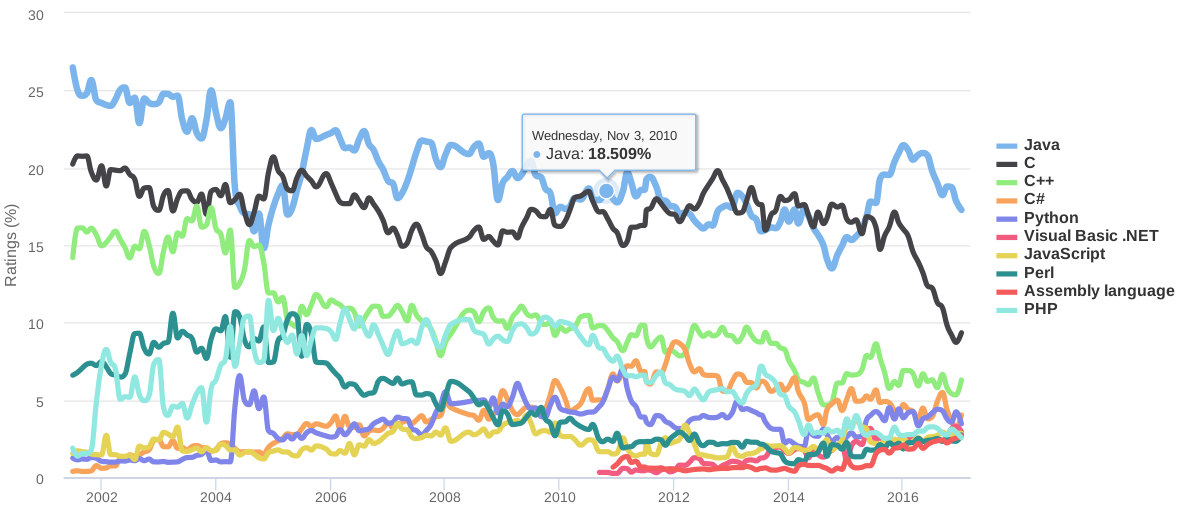 30
25
20
15
10
5
0
Ratings (%)
Wednesday, Nov 3, 2010
● Java: 18.509%
2002 2004 2006 2008 2010 2012 2014 2016
Java
C
C++
C#
Python
Visual Basic .NET
JavaScript
Perl
Assembly language
PHP